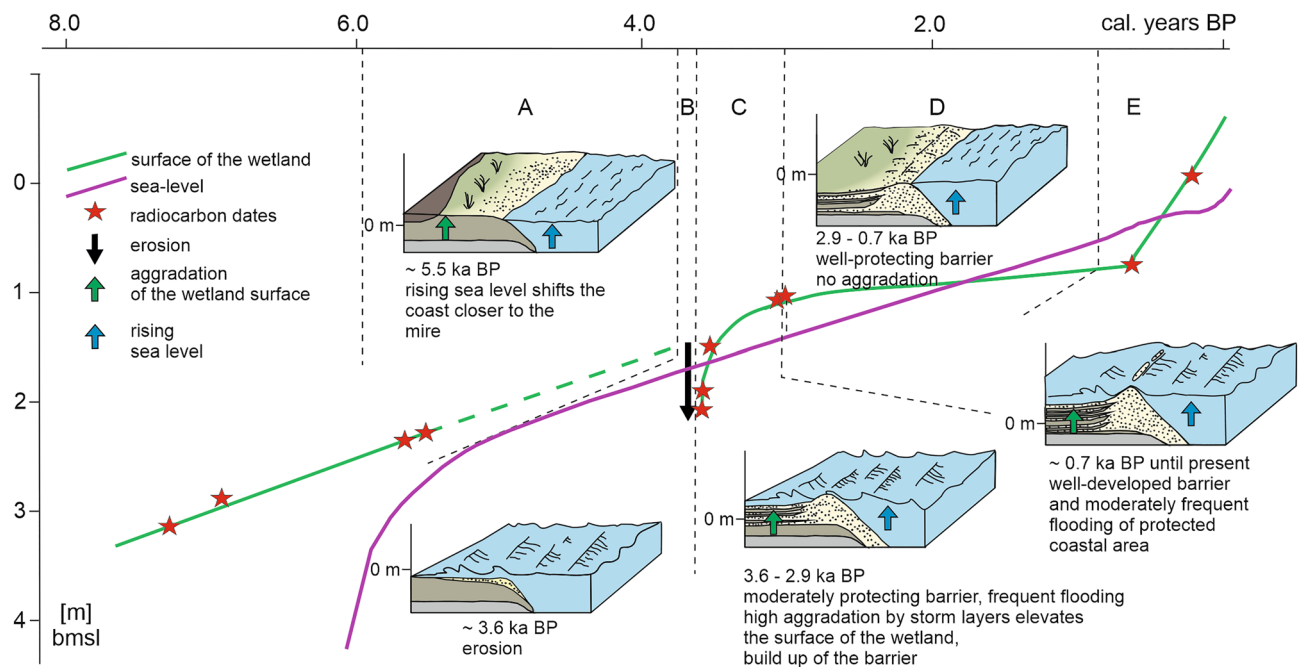 8.0 6.0 4.0 2.0 cal. years BP
A B C D E
0
1
2
3
4
[m]
bmsl
surface of the wetland
sea-level
radiocarbon dates
erosion
aggradation
of the wetland surface
rising
sea level
0 m
~ 5.5 ka BP
rising sea level shifts the
coast closer to the
mire
0 m
2.9 - 0.7 ka BP
well-protecting barrier
no aggradation
0 m
~ 3.6 ka BP
erosion
0 m
3.6 - 2.9 ka BP
moderately protecting barrier, frequent flooding
high aggradation by storm layers elevates
the surface of the wetland,
build up of the barrier
0 m
~ 0.7 ka BP until present
well-developed barrier
and moderately frequent
flooding of protected
coastal area